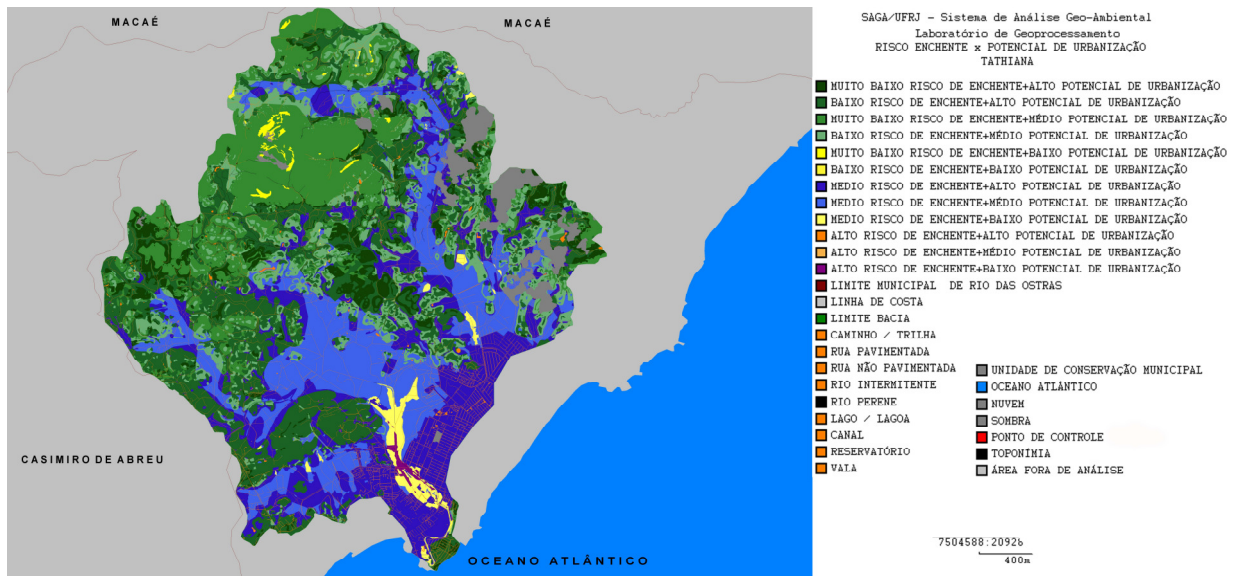 MACAÉ
MACAÉ
CASIMIRO DE ABREU
OCEANO ATLÂNTICO
SAGA/UFRJ - Sistema de Análise Geo-Ambiental
Laboratório de Geoprocessamento
RISCO ENCHENTE x POTENCIAL DE URBANIZAÇÃO
TATHIANA
MUITO BAIXO RISCO DE ENCHENTE+ALTO POTENCIAL DE URBANIZAÇÃO
BAIXO RISCO DE ENCHENTE+ALTO POTENCIAL DE URBANIZAÇÃO
MUITO BAIXO RISCO DE ENCHENTE+MÉDIO POTENCIAL DE URBANIZAÇÃO
BAIXO RISCO DE ENCHENTE+MÉDIO POTENCIAL DE URBANIZAÇÃO
MUITO BAIXO RISCO DE ENCHENTE+BAIXO POTENCIAL DE URBANIZAÇÃO
BAIXO RISCO DE ENCHENTE+BAIXO POTENCIAL DE URBANIZAÇÃO
MEDIO RISCO DE ENCHENTE+ALTO POTENCIAL DE URBANIZAÇÃO
MEDIO RISCO DE ENCHENTE+MÉDIO POTENCIAL DE URBANIZAÇÃO
MEDIO RISCO DE ENCHENTE+BAIXO POTENCIAL DE URBANIZAÇÃO
ALTO RISCO DE ENCHENTE+ALTO POTENCIAL DE URBANIZAÇÃO
ALTO RISCO DE ENCHENTE+MÉDIO POTENCIAL DE URBANIZAÇÃO
ALTO RISCO DE ENCHENTE+BAIXO POTENCIAL DE URBANIZAÇÃO
LIMITE MUNICIPAL DE RIO DAS OSTRAS
LINHA DE COSTA
LIMITE BACIA
CAMINHO / TRILHA
RUA PAVIMENTADA
RUA NÃO PAVIMENTADA
RIO INTERMITENTE
RIO PERENE
LAGO / LAGOA
CANAL
RESERVATÓRIO
VALA
UNIDADE DE CONSERVAÇÃO MUNICIPAL
OCEANO ATLÂNTICO
NUVEM
SOMBRA
PONTO DE CONTROLE
TOPONÍMIA
ÁREA FORA DE ANÁLISE
400m